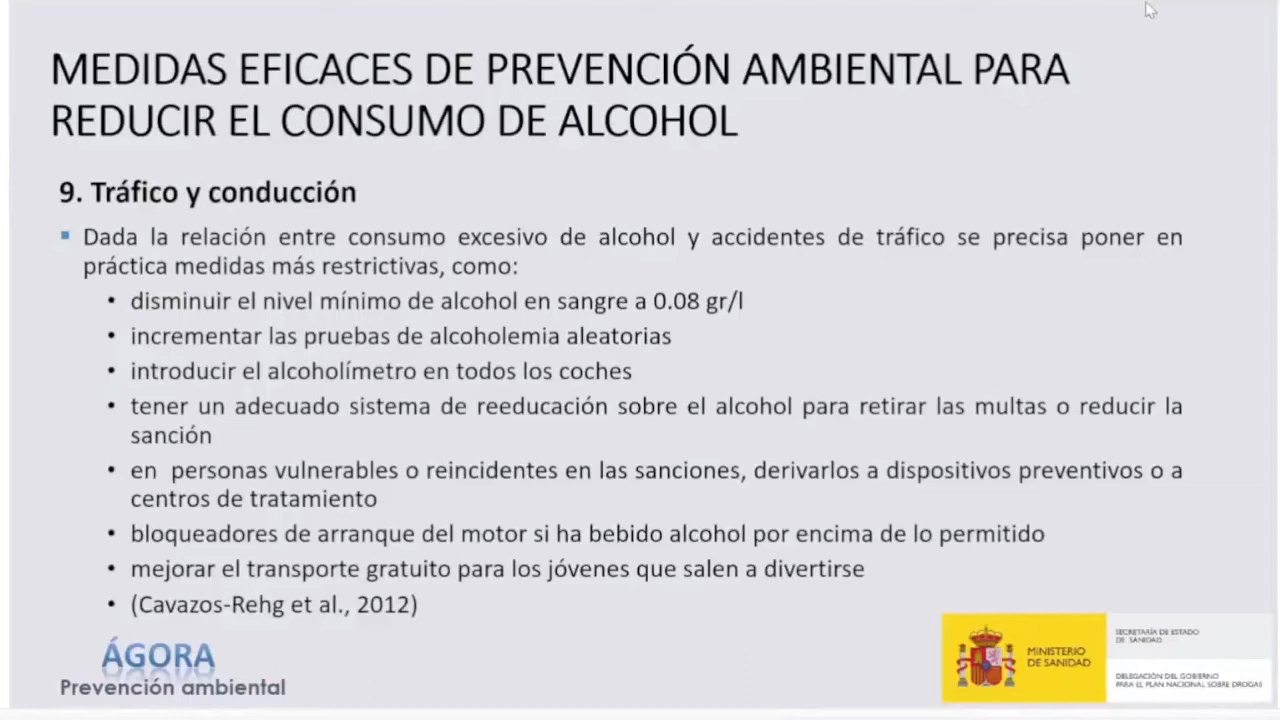 MEDIDAS EFICACES DE PREVENCIÓN AMBIENTAL PARA
REDUCIR EL CONSUMO DE ALCOHOL
9. Tráfico y conducción
▪ Dada la relación entre consumo excesivo de alcohol y accidentes de tráfico se precisa poner en
práctica medidas más restrictivas, como:
• disminuir el nivel mínimo de alcohol en sangre a 0.08 gr/l
• incrementar las pruebas de alcoholemia aleatorias
• introducir el alcoholímetro en todos los coches
• tener un adecuado sistema de reeducación sobre el alcohol para retirar las multas o reducir la
sanción
• en personas vulnerables o reincidentes en las sanciones, derivarlos a dispositivos preventivos o a
centros de tratamiento
• bloqueadores de arranque del motor si ha bebido alcohol por encima de lo permitido
• mejorar el transporte gratuito para los jóvenes que salen a divertirse
• (Cavazos-Rehg et al., 2012)
ÁGORA
Prevención ambiental
MINISTERIO
DE SANIDAD
SECRETARÍA DE ESTADO
DE SANIDAD
DELEGACIÓN DEL GOBIERNO
PARA EL PLAN NACIONAL SOBRE DROGAS